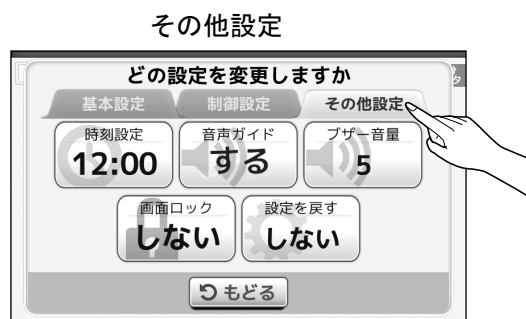 その他設定
どの設定を変更しますか
基本設定 制御設定 その他設定
時刻設定 音声ガイド ブザー音量
12:00 する 5
画面ロック 設定を戻す
しない しない
もどる